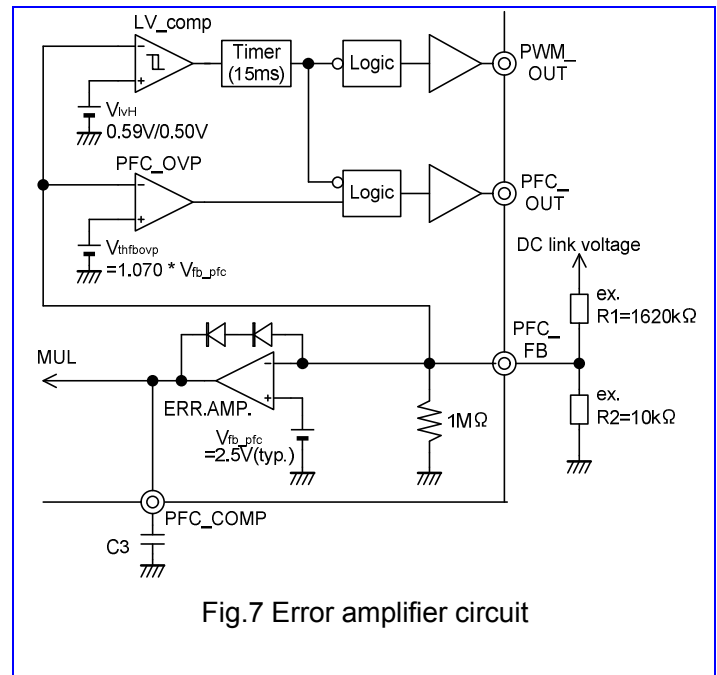 LV_comp
Timer
(15ms)
Logic
PWM_
OUT
VlvH
0.59V/0.50V
PFC_OVP
Logic
PFC_
OUT
Vthfbovp
=1.070 * Vfb_pfc
DC link voltage
ex.
R1=1620kΩ
PFC_
FB
MUL
ERR.AMP.
Vfb_pfc
=2.5V(typ.)
1MΩ
ex.
R2=10kΩ
PFC_COMP
C3
Fig.7 Error amplifier circuit